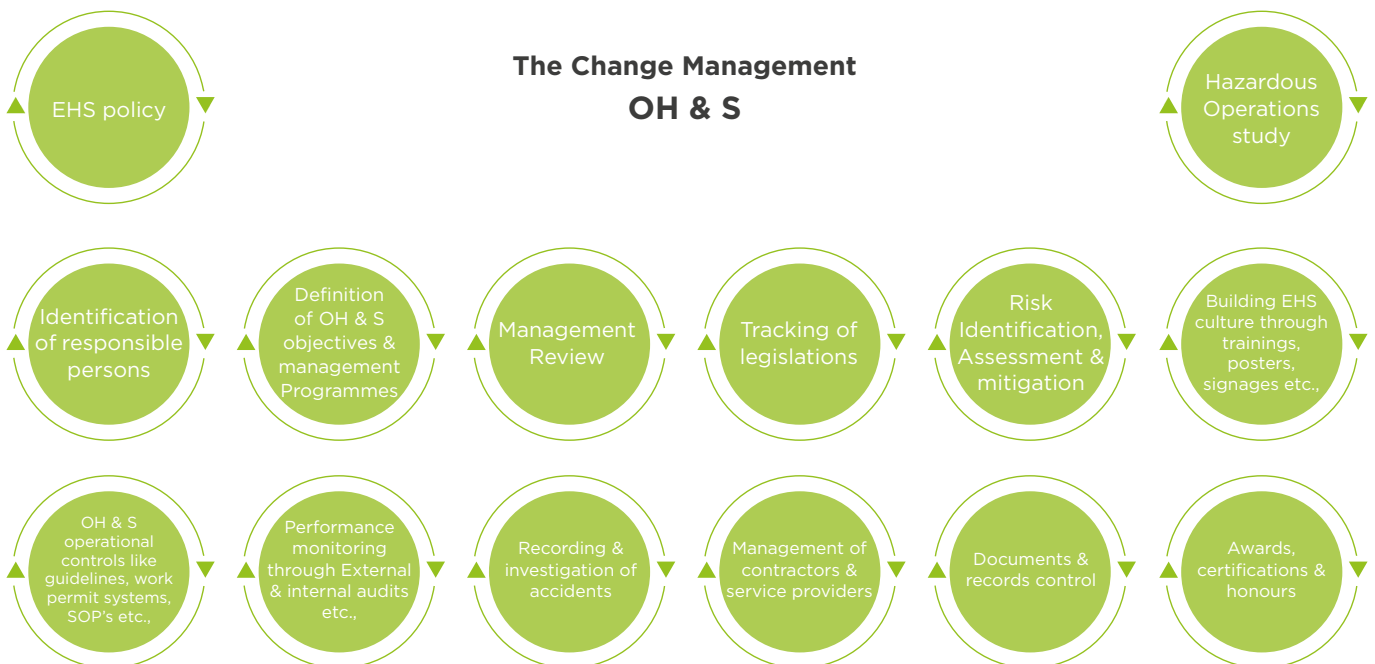 The Change Management
OH & S
EHS policy
Hazardous
Operations
study
Identification
of responsible
persons
Definition
of OH & S
objectives &
management
Programmes
Management
Review
Tracking of
legislations
Risk
Identification,
Assessment &
mitigation
Building EHS
culture through
trainings,
posters,
signages etc.,
OH & S
operational
controls like
guidelines, work
permit systems,
SOP's etc.,
Performance
monitoring
through External
& internal audits
etc.,
Recording &
investigation of
accidents
Management of
contractors &
service providers
Documents &
records control
Awards,
certifications &
honours